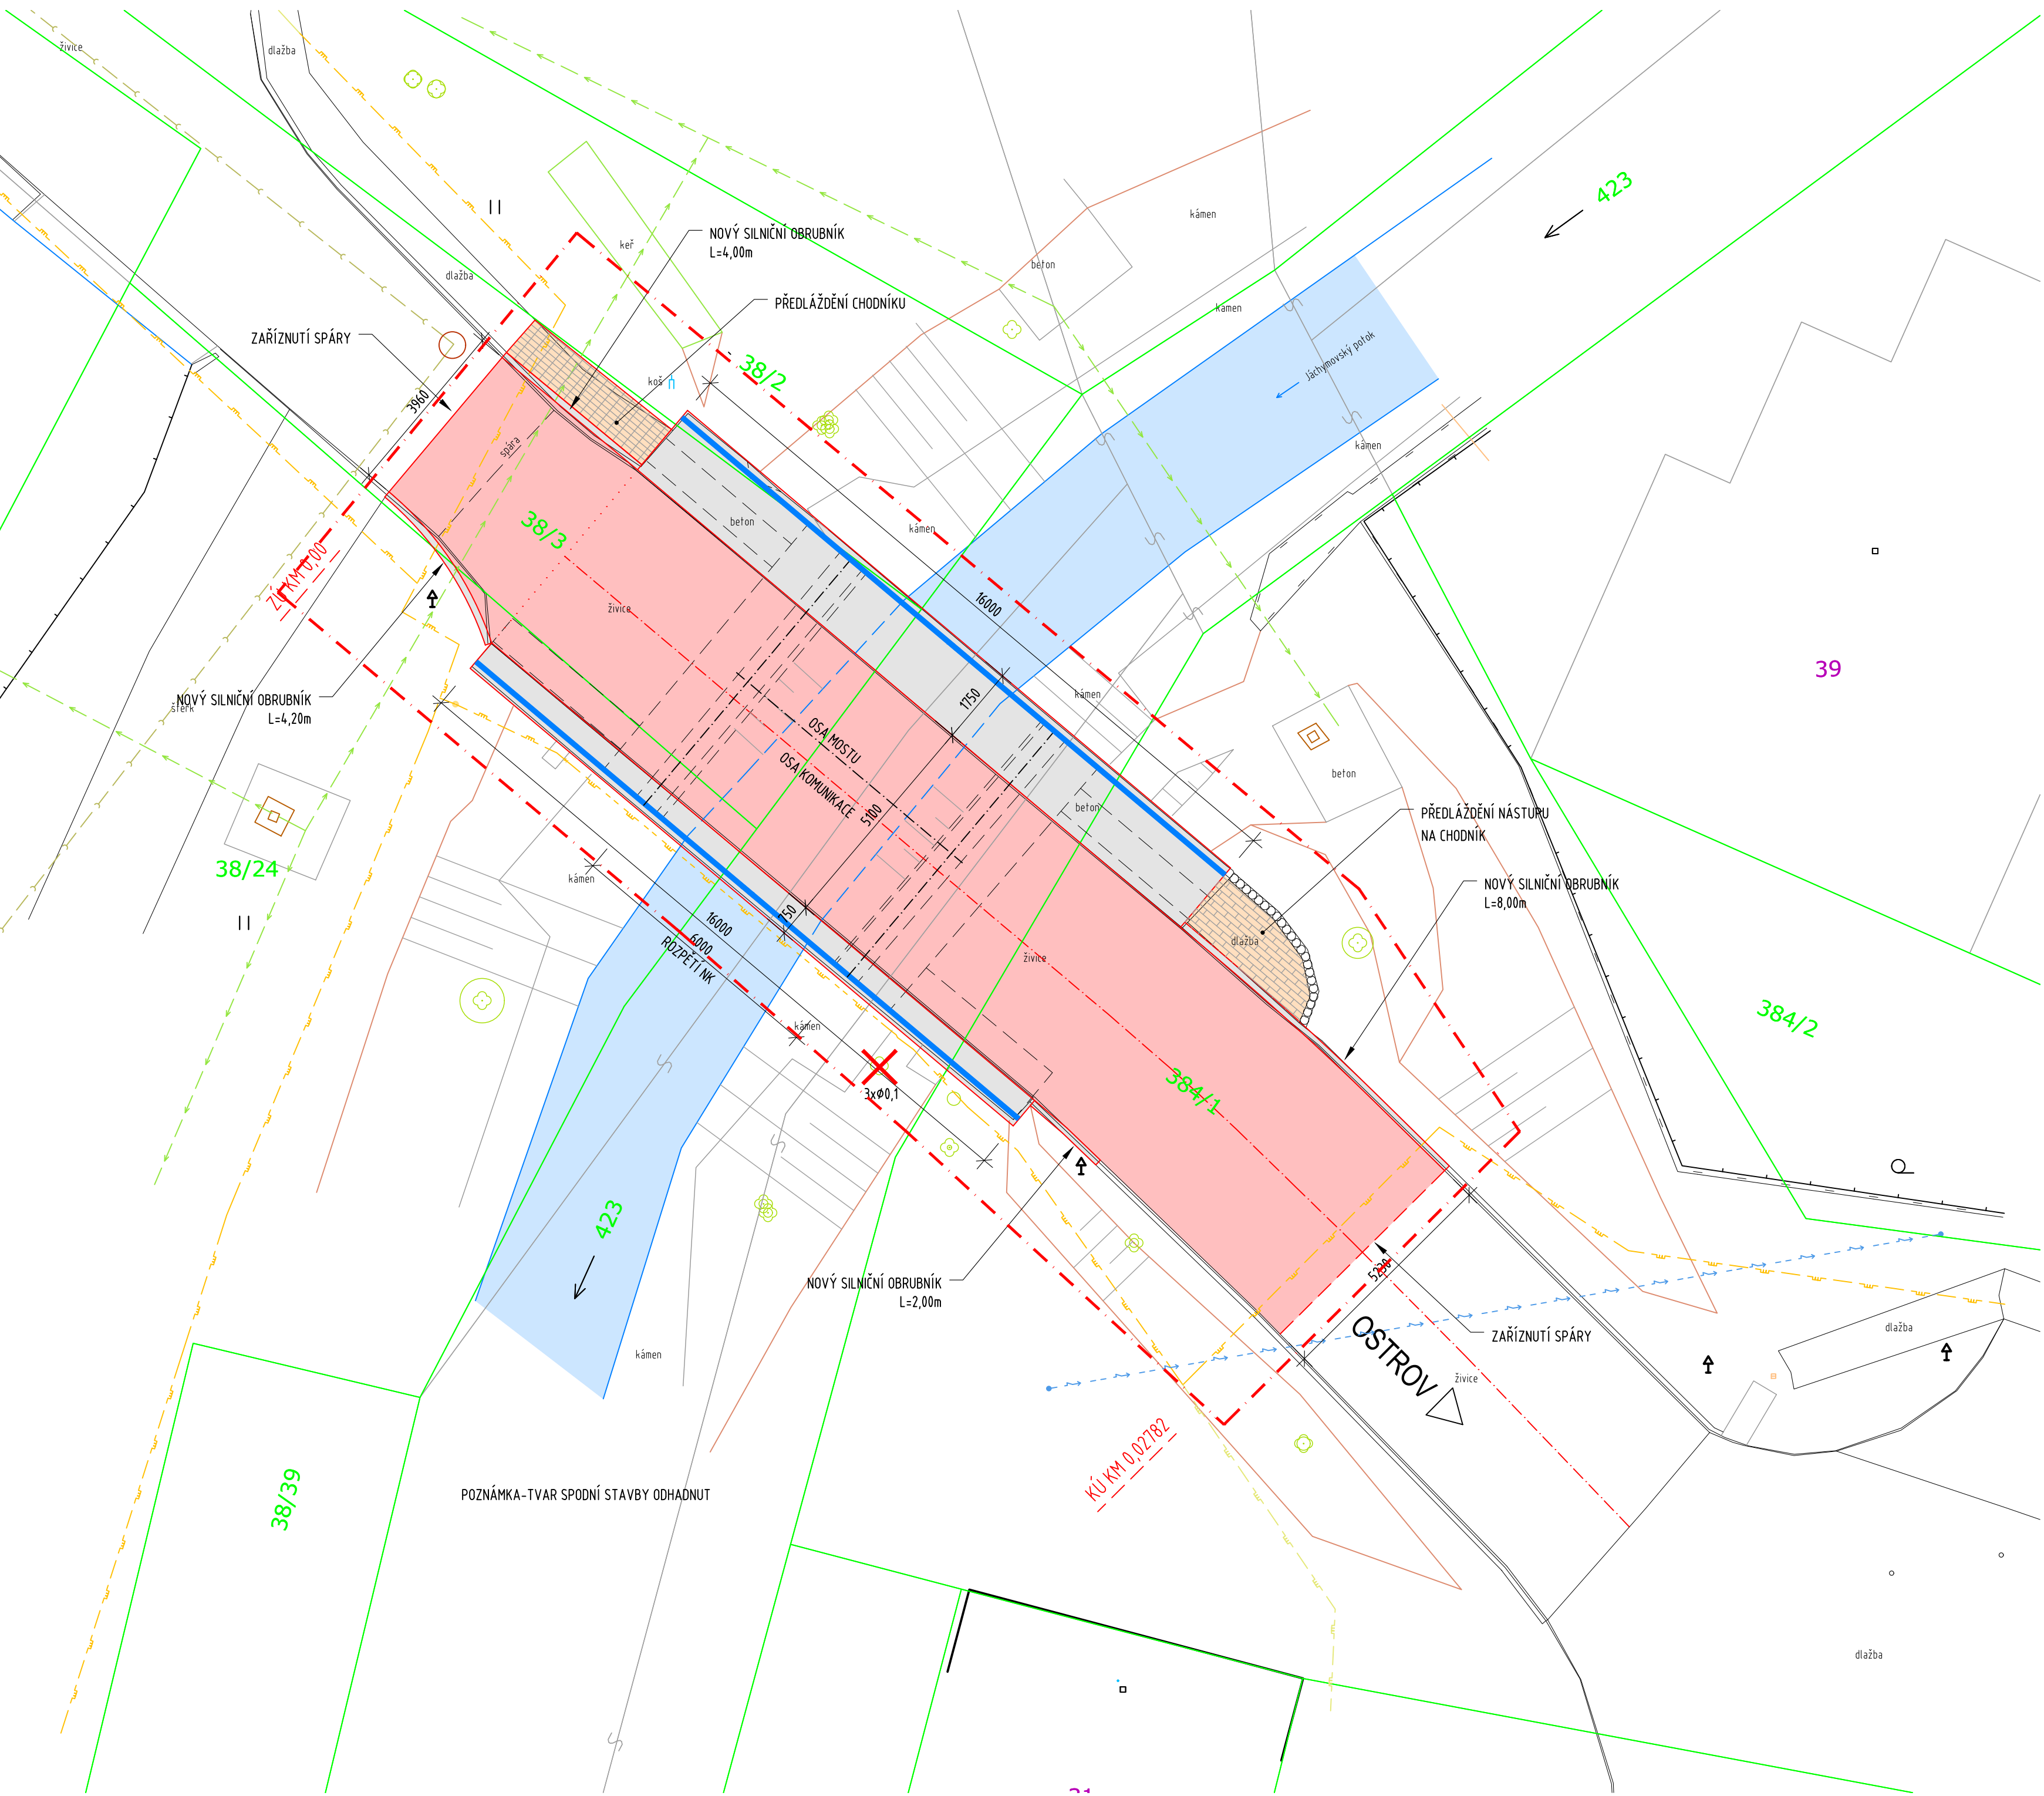 živice
dlažba
423
kámen
NOVÝ SILNIČNÍ OBRUBNÍK
L=4,00m
keř
beton
dlažba
PŘEDLÁŽDĚNÍ CHODNÍKU
kámen
ZAŘÍZNUTÍ SPÁRY
Jáchymovský potok
38/2
koš
3960
spára
kámen
beton
38/3
kámen
ZÚ KM 0,00
16000
živice
39
NOVÝ SILNIČNÍ OBRUBNÍK
L=4,20m
štěrk
kámen
1750
OSA MOSTU
OSA KOMUNIKACE
5100
beton
beton
PŘEDLÁŽDĚNÍ NÁSTUPU
NA CHODNÍK
38/24
kámen
NOVÝ SILNIČNÍ OBRUBNÍK
L=8,00m
16000
6000
ROZPĚTÍ NK
dlažba
živice
kámen
384/2
3xø0,1
384/1
423
NOVÝ SILNIČNÍ OBRUBNÍK
L=2,00m
5230
OSTROV
ZAŘÍZNUTÍ SPÁRY
dlažba
kámen
živice
KÚ KM 0,02782
38/39
POZNÁMKA-TVAR SPODNÍ STAVBY ODHADNUT
dlažba